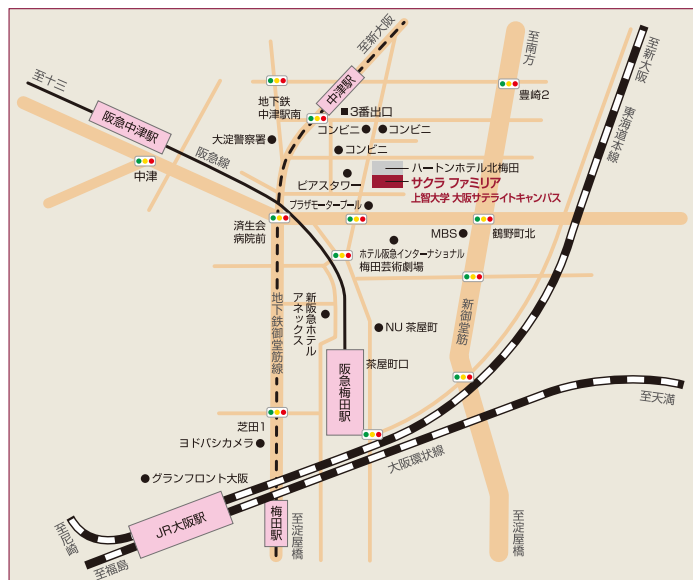 至新大阪
至十三
中津駅
至南方
至新大阪
豊崎2
地下鉄
中津駅南
■3番出口
阪急中津駅
コンビニ
コンビニ
大淀警察署
コンビニ
東海道本線
阪急線
中津
ピアスタワー
ハートンホテル北梅田
サクラ ファミリア
上智大学 大阪サテライトキャンパス
プラザモータープール
済生会
病院前
MBS
鶴野町北
ホテル阪急インターナショナル
梅田芸術劇場
地下鉄御堂筋線
新阪急ホテル
アネックス
新御堂筋
NU 茶屋町
茶屋町口
阪急梅田駅
至天満
芝田1
ヨドバシカメラ
大阪環状線
グランフロント大阪
JR大阪駅
梅田駅
至淀屋橋
至淀屋橋
至尼崎
至福島